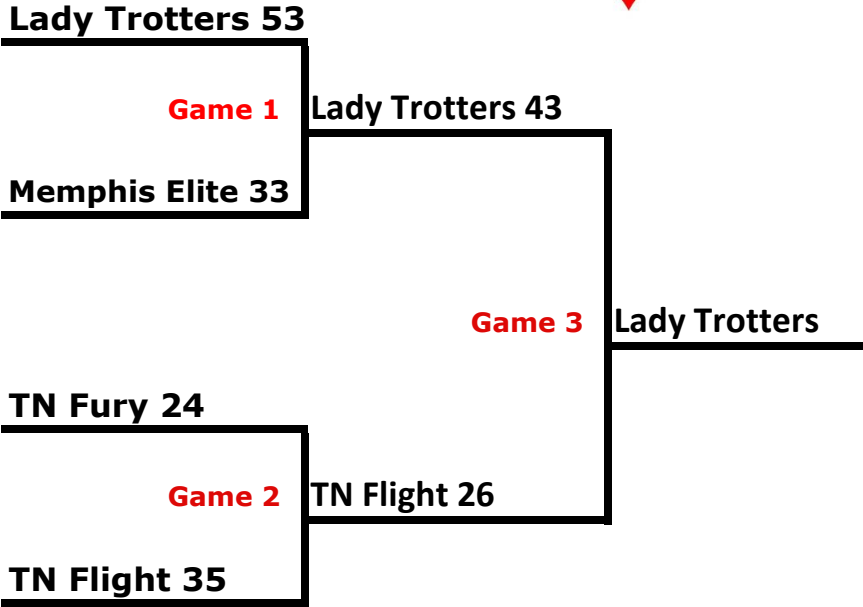 Lady Trotters 53
Game 1
Lady Trotters 43
Memphis Elite 33
Game 3
Lady Trotters
TN Fury 24
Game 2
TN Flight 26
TN Flight 35